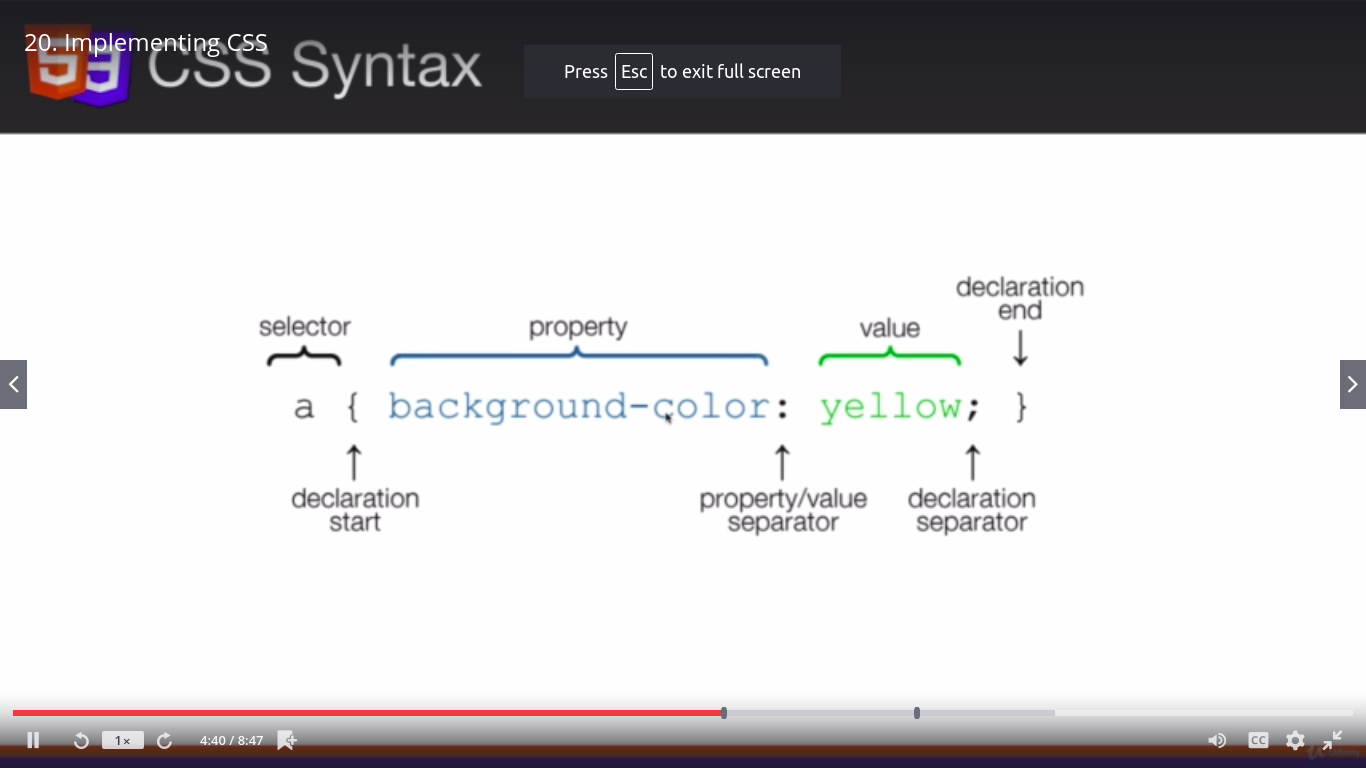 20. Implementing CSS
CSS Syntax
Press Esc to exit full screen
declaration
end
selector
property
value
a { background-color: yellow; }
declaration
start
property/value
separator
declaration
separator
1×
4:40 / 8:47
CC